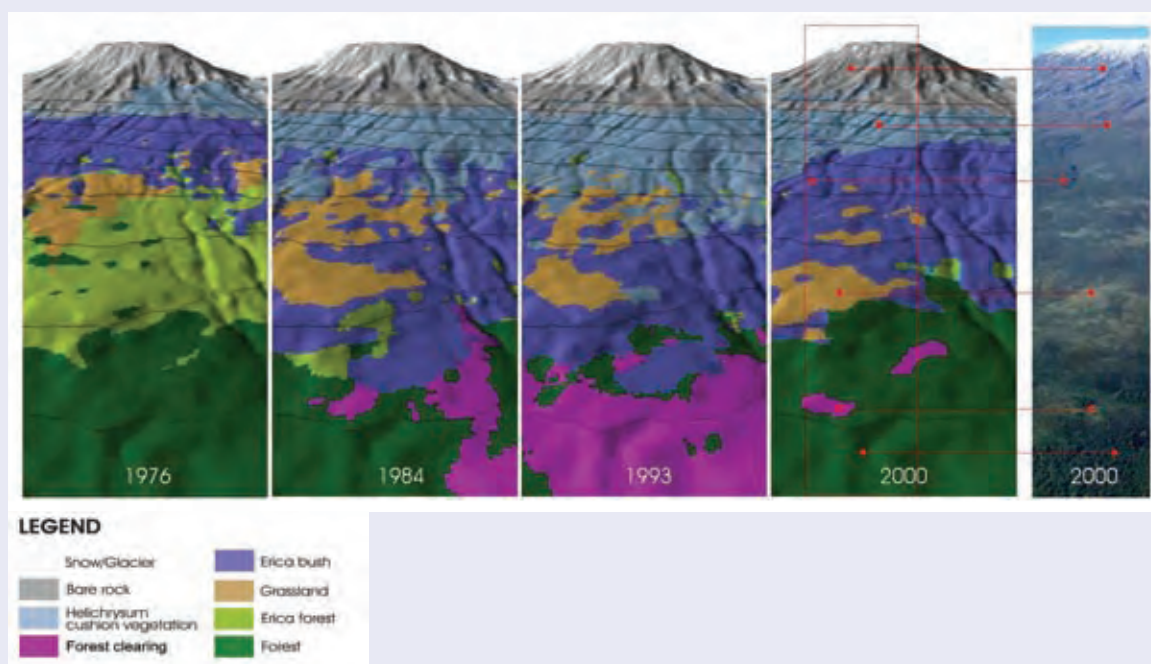 1976
1984
1993
2000
2000
LEGEND
Snow/Glacier
Bare rock
Helichrysum
cushion vegetation
Forest clearing
Erica bush
Grassland
Erica forest
Forest